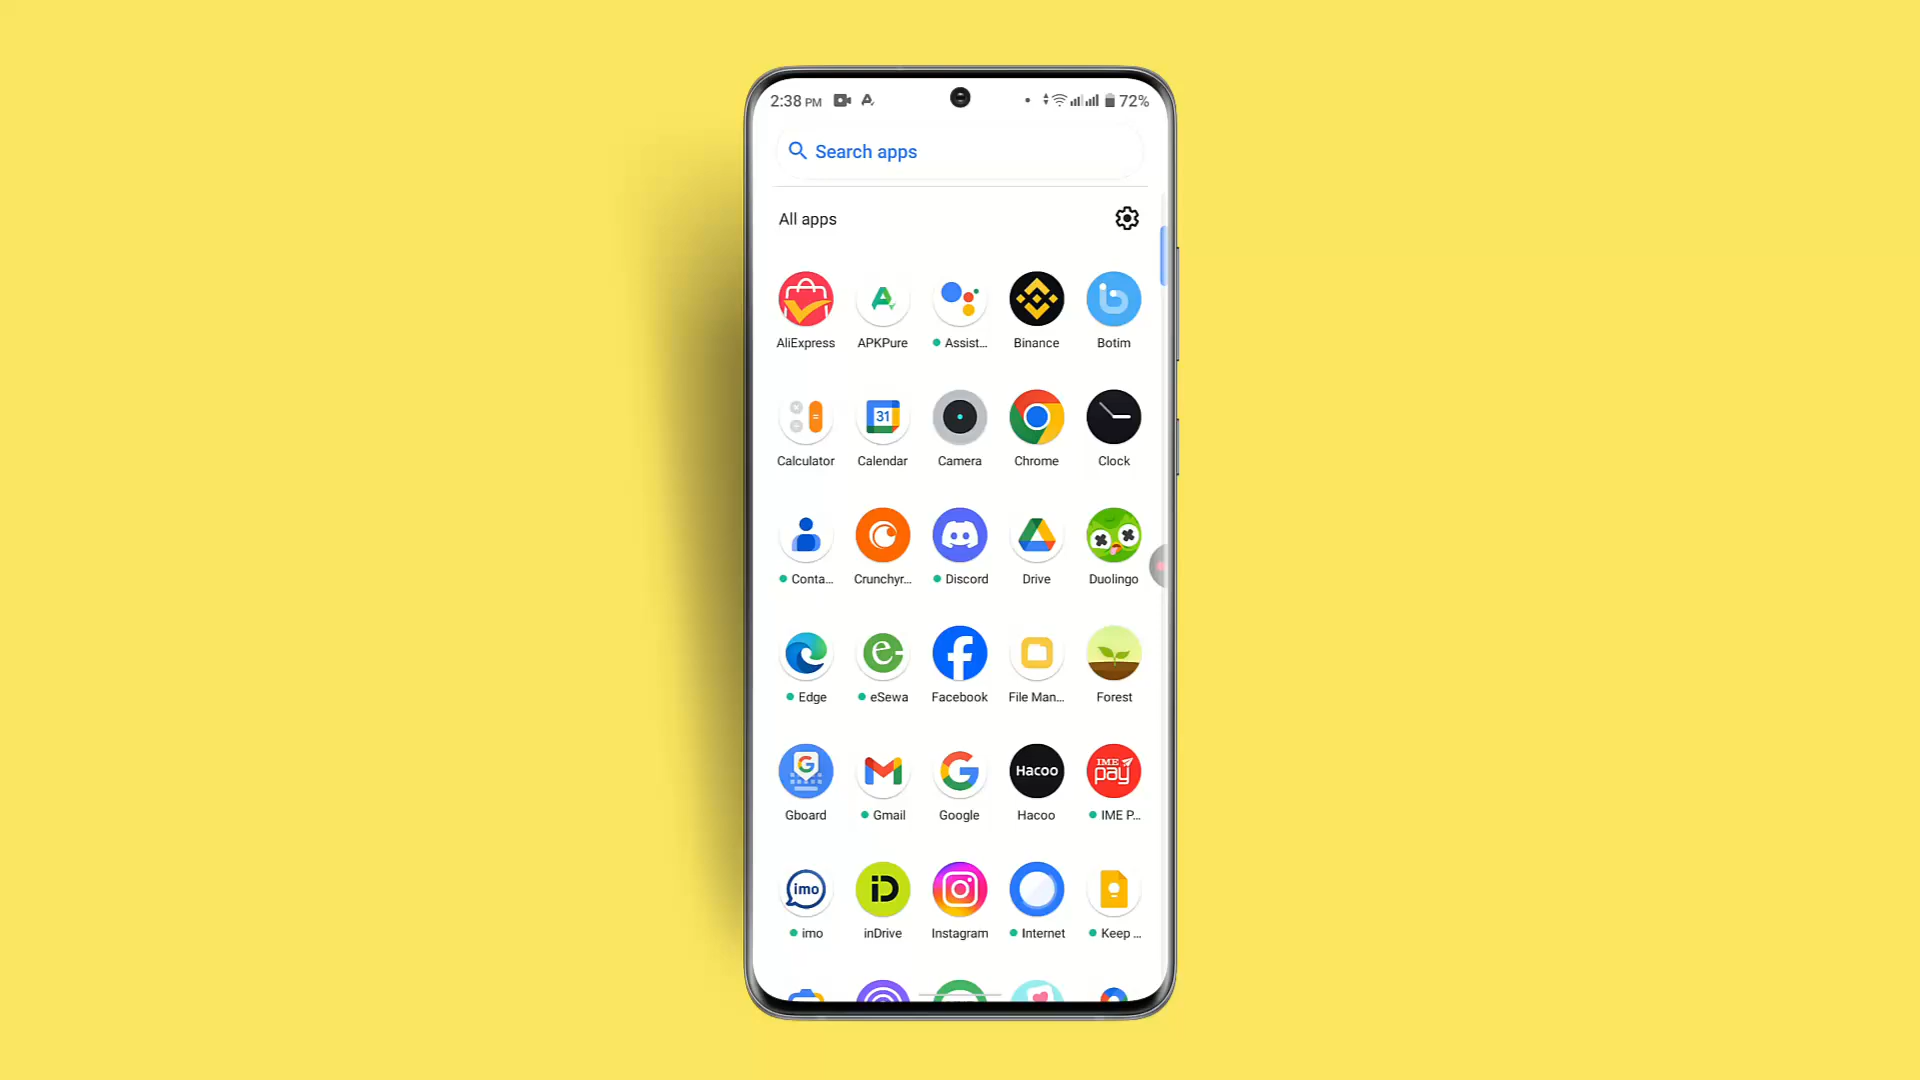 2:38 PM 72%
Search apps
All apps
AliExpress APKPure Assist... Binance Botim
31
Calculator Calendar Camera Chrome Clock
Conta... Crunchyr... Discord Drive Duolingo
Edge eSewa Facebook File Man... Forest
Hacoo IME pay
Gboard Gmail Google Hacoo IME P...
imo iD
imo inDrive Instagram Internet Keep ...